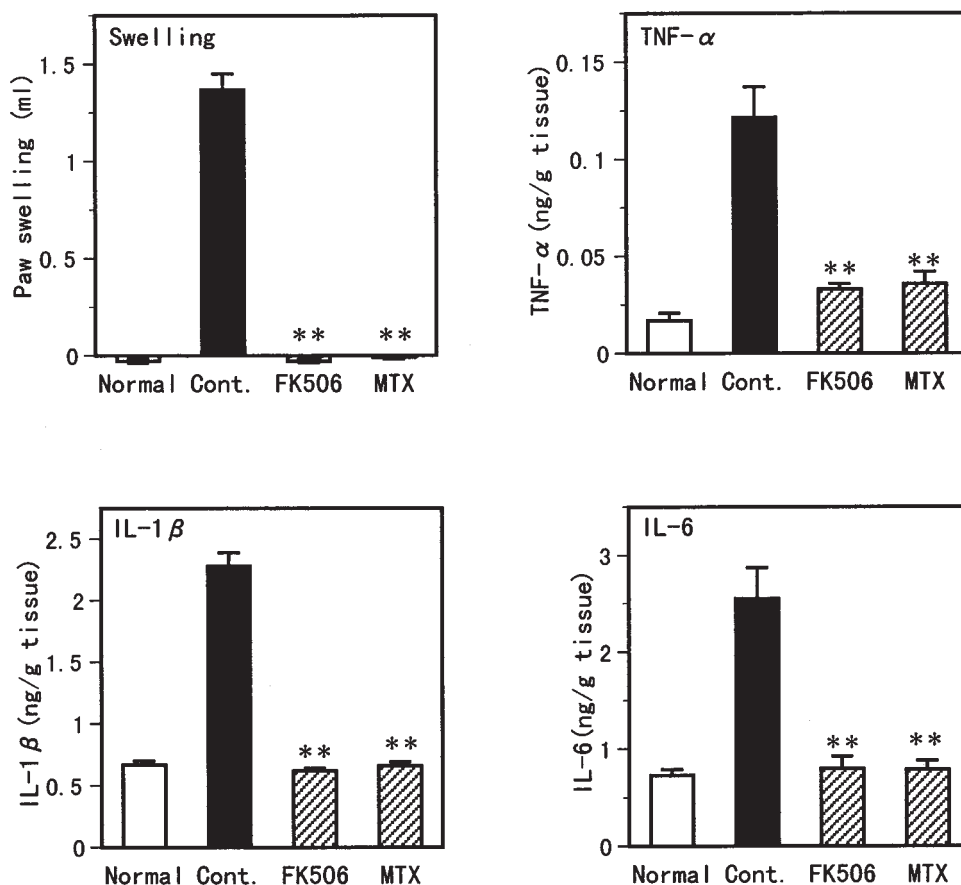 Swelling
Paw swelling (ml)
1.5
1
0.5
0
** **
Normal Cont. FK506 MTX
TNF-α
TNF-α (ng/g tissue)
0.15
0.1
0.05
0
** **
Normal Cont. FK506 MTX
IL-1β
IL-1β (ng/g tissue)
2.5
2
1.5
1
0.5
0
** **
Normal Cont. FK506 MTX
IL-6
IL-6 (ng/g tissue)
3
2
1
0
** **
Normal Cont. FK506 MTX